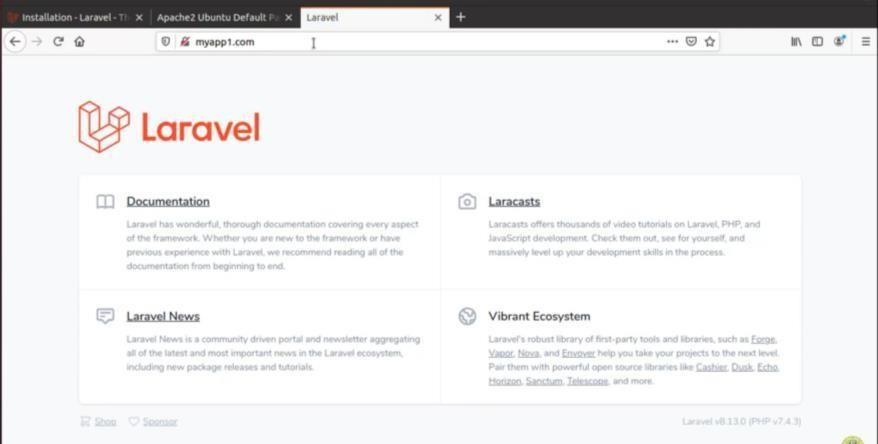 Installation - Laravel - Th
Apache2 Ubuntu Default Pa
Laravel
myapp1.com
Laravel
Documentation
Laravel has wonderful, thorough documentation covering every aspect
of the framework. Whether you are new to the framework or have
previous experience with Laravel, we recommend reading all of the
documentation from beginning to end.
Laracasts
Laracasts offers thousands of video tutorials on Laravel, PHP, and
JavaScript development. Check them out, see for yourself, and
massively level up your development skills in the process.
Laravel News
Laravel News is a community driven portal and newsletter aggregating
all of the latest and most important news in the Laravel ecosystem,
including new package releases and tutorials.
Vibrant Ecosystem
Laravel's robust library of first-party tools and libraries, such as Forge,
Vapor, Nova, and Envoyer help you take your projects to the next level.
Pair them with powerful open source libraries like Cashier, Dusk, Echo,
Horizon, Sanctum, Telescope, and more.
Shop
Sponsor
Laravel v8.13.0 (PHP v7.4.3)